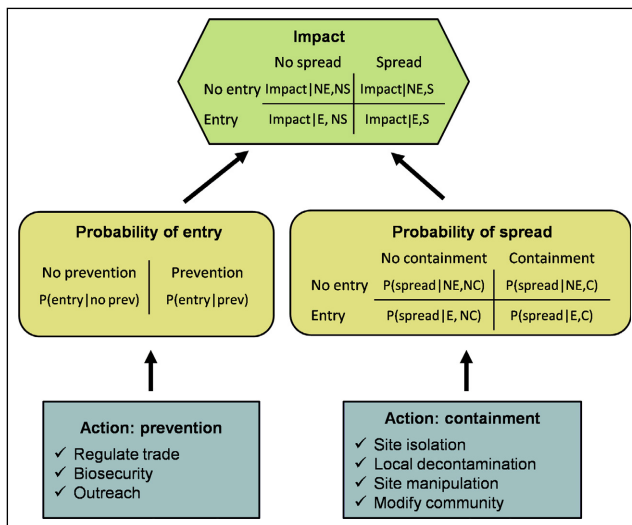 Impact
No spread Spread
No entry Impact|NE,NS Impact|NE,S
Entry Impact|E, NS Impact|E,S
Probability of entry
No prevention Prevention
P(entry|no prev) P(entry|prev)
Probability of spread
No containment Containment
No entry P(spread|NE,NC) P(spread|NE,C)
Entry P(spread|E, NC) P(spread|E,C)
Action: prevention
✓ Regulate trade
✓ Biosecurity
✓ Outreach
Action: containment
✓ Site isolation
✓ Local decontamination
✓ Site manipulation
✓ Modify community